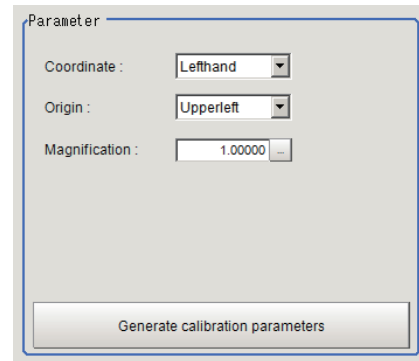 Parameter
Coordinate : Lefthand
Origin : Upperleft
Magnification : 1.00000 ...
Generate calibration parameters